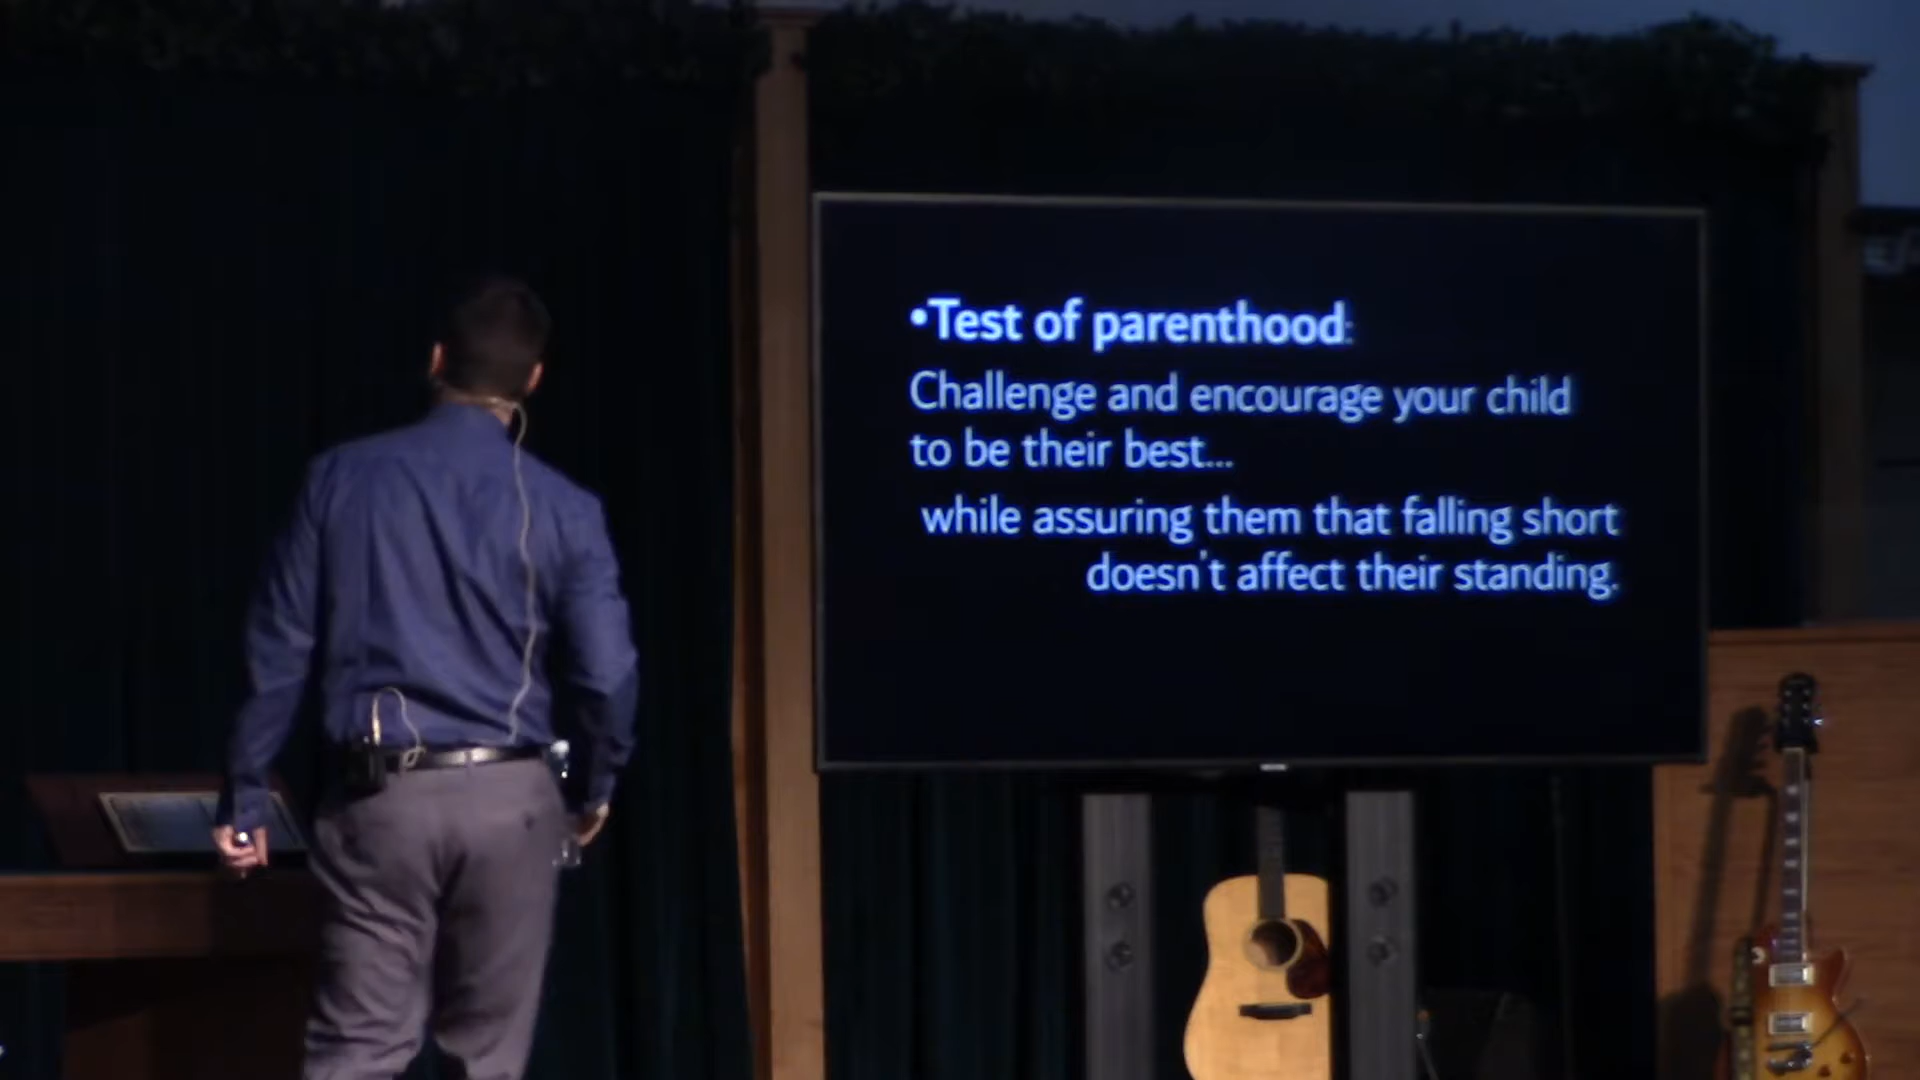 •Test of parenthood:
Challenge and encourage your child
to be their best...
while assuring them that falling short
doesn't affect their standing.